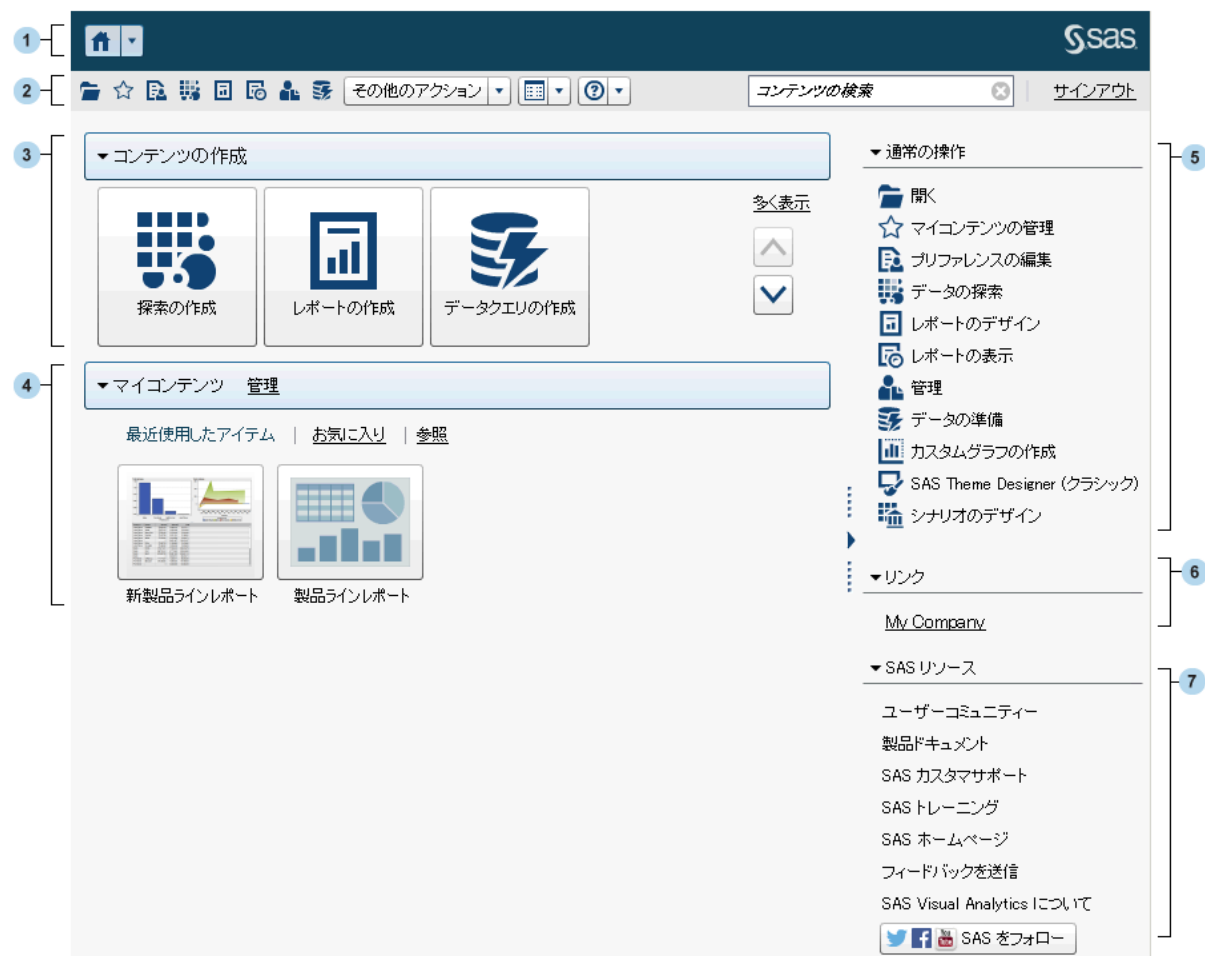 1
sas
2
その他のアクション
コンテンツの検索
サインアウト
3
コンテンツの作成
多く表示
探索の作成
レポートの作成
データクエリの作成
4
マイコンテンツ 管理
最近使用したアイテム | お気に入り | 参照
新製品ラインレポート
製品ラインレポート
5
通常の操作
開く
マイコンテンツの管理
プリファレンスの編集
データの探索
レポートのデザイン
レポートの表示
管理
データの準備
カスタムグラフの作成
SAS Theme Designer (クラシック)
シナリオのデザイン
6
リンク
My Company
7
SAS リソース
ユーザーコミュニティー
製品ドキュメント
SAS カスタマサポート
SAS トレーニング
SAS ホームページ
フィードバックを送信
SAS Visual Analytics について
SAS をフォロー